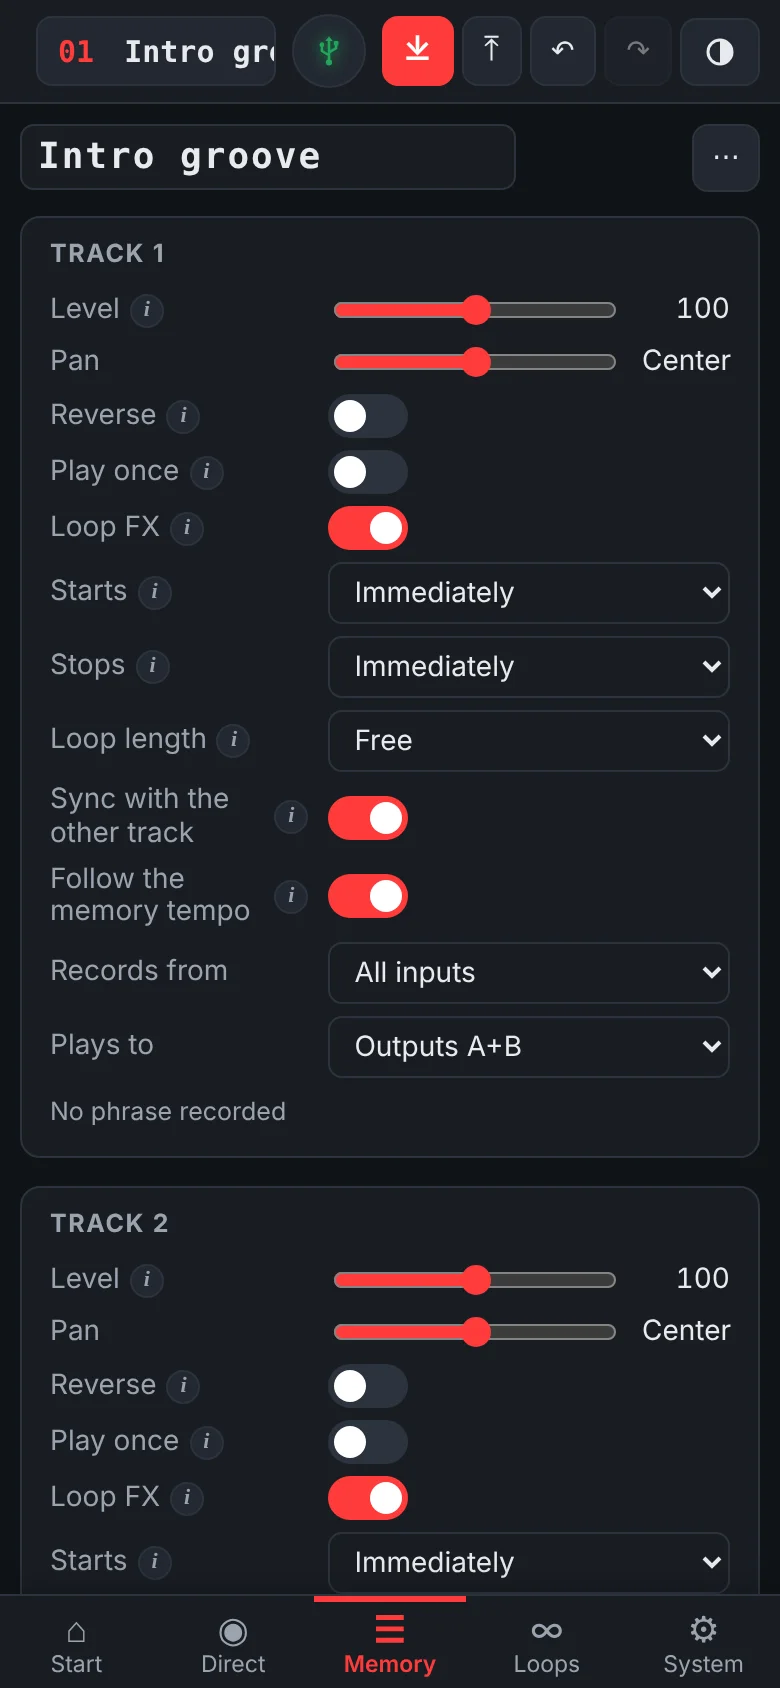 01 Intro gro
Intro groove
TRACK 1
Level i 100
Pan Center
Reverse i
Play once i
Loop FX i
Starts i Immediately
Stops i Immediately
Loop length i Free
Sync with the
other track i
Follow the
memory tempo i
Records from All inputs
Plays to Outputs A+B
No phrase recorded
TRACK 2
Level i 100
Pan Center
Reverse i
Play once i
Loop FX i
Starts i Immediately
Start Direct Memory Loops System